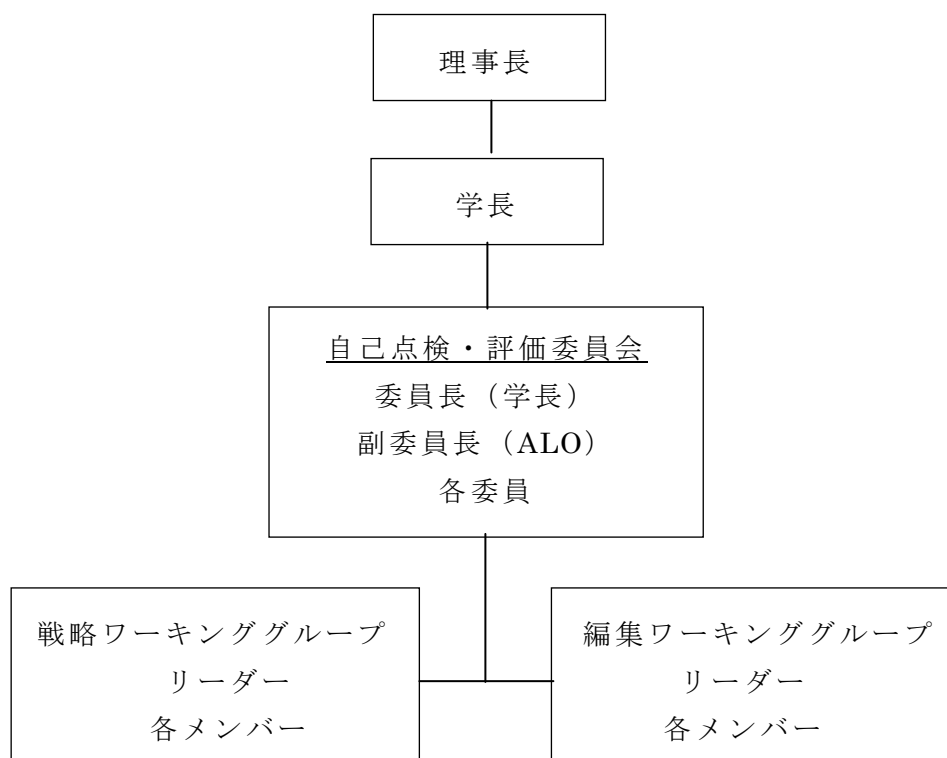 理事長
学長
自己点検・評価委員会
委員長（学長）
副委員長（ALO）
各委員
戦略ワーキンググループ
リーダー
各メンバー
編集ワーキンググループ
リーダー
各メンバー